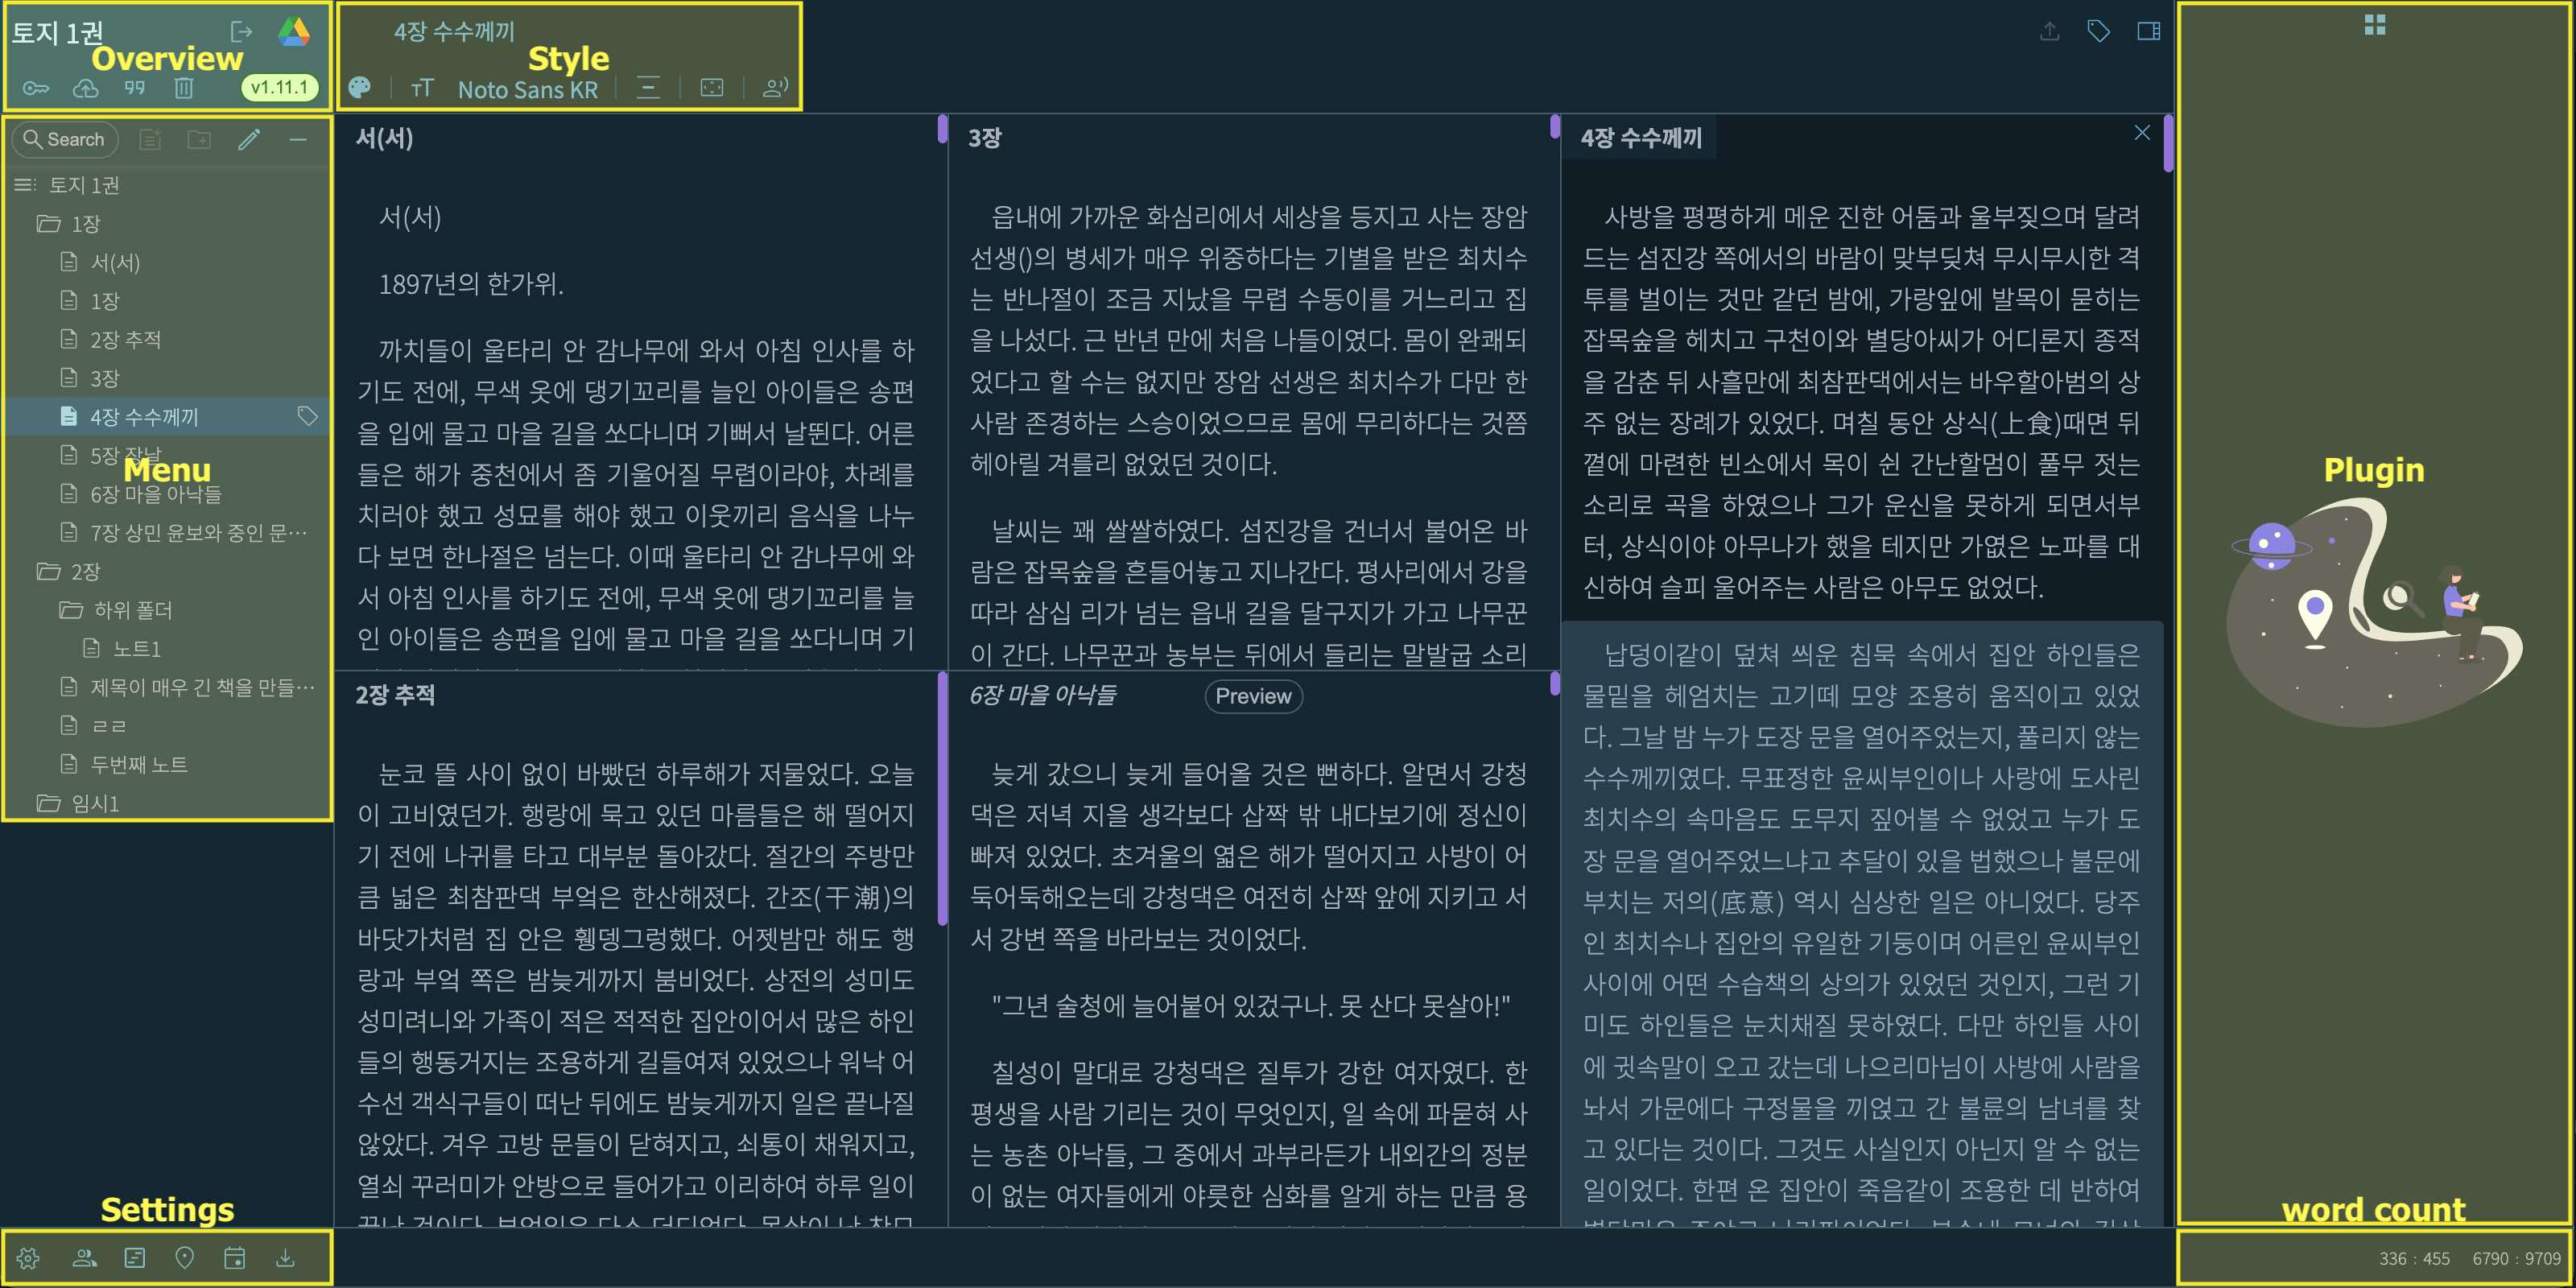 토지 1권
Overview
v1.11.1
4장 수수께끼
Style
Noto Sans KR
Search
토지 1권
1장
서(서)
1장
2장 추적
3장
4장 수수께끼
5장 장날
Menu
6장 마을 아낙들
7장 상민 윤보와 중인 문…
2장
하위 폴더
노트1
제목이 매우 긴 책을 만들…
ㄹㄹ
두번째 노트
임시1
Settings
서(서)
서(서)
1897년의 한가위.
까치들이 울타리 안 감나무에 와서 아침 인사를 하
기도 전에, 무색 옷에 댕기꼬리를 늘인 아이들은 송편
을 입에 물고 마을 길을 쏘다니며 기뻐서 날뛴다. 어른
들은 해가 중천에서 좀 기울어질 무렵이라야, 차례를
치러야 했고 성묘를 해야 했고 이웃끼리 음식을 나누
다 보면 한나절은 넘는다. 이때 울타리 안 감나무에 와
서 아침 인사를 하기도 전에, 무색 옷에 댕기꼬리를 늘
인 아이들은 송편을 입에 물고 마을 길을 쏘다니며 기
2장 추적
눈코 뜰 사이 없이 바빴던 하루해가 저물었다. 오늘
이 고비였던가. 행랑에 묵고 있던 마름들은 해 떨어지
기 전에 나귀를 타고 대부분 돌아갔다. 절간의 주방만
큼 넓은 최참판댁 부엌은 한산해졌다. 간조(干潮)의
바닷가처럼 집 안은 휑뎅그렁했다. 어젯밤만 해도 행
랑과 부엌 쪽은 밤늦게까지 붐비었다. 상전의 성미도
성미려니와 가족이 적은 적적한 집안이어서 많은 하인
들의 행동거지는 조용하게 길들여져 있었으나 워낙 어
수선 객식구들이 떠난 뒤에도 밤늦게까지 일은 끝나질
않았다. 겨우 고방 문들이 닫혀지고, 쇠통이 채워지고,
열쇠 꾸러미가 안방으로 들어가고 이리하여 하루 일이
3장
읍내에 가까운 화심리에서 세상을 등지고 사는 장암
선생()의 병세가 매우 위중하다는 기별을 받은 최치수
는 반나절이 조금 지났을 무렵 수동이를 거느리고 집
을 나섰다. 근 반년 만에 처음 나들이였다. 몸이 완쾌되
었다고 할 수는 없지만 장암 선생은 최치수가 다만 한
사람 존경하는 스승이었으므로 몸에 무리하다는 것쯤
헤아릴 겨를리 없었던 것이다.
날씨는 꽤 쌀쌀하였다. 섬진강을 건너서 불어온 바
람은 잡목숲을 흔들어놓고 지나간다. 평사리에서 강을
따라 삼십 리가 넘는 읍내 길을 달구지가 가고 나무꾼
이 간다. 나무꾼과 농부는 뒤에서 들리는 말발굽 소리
6장 마을 아낙들
Preview
늦게 갔으니 늦게 들어올 것은 뻔하다. 알면서 강청
댁은 저녁 지을 생각보다 삽짝 밖 내다보기에 정신이
빠져 있었다. 초겨울의 엷은 해가 떨어지고 사방이 어
둑어둑해오는데 강청댁은 여전히 삽짝 앞에 지키고 서
서 강변 쪽을 바라보는 것이었다.
"그년 술청에 늘어붙어 있겄구나. 못 산다 못살아!"
칠성이 말대로 강청댁은 질투가 강한 여자였다. 한
평생을 사람 기리는 것이 무엇인지, 일 속에 파묻혀 사
는 농촌 아낙들, 그 중에서 과부라든가 내외간의 정분
이 없는 여자들에게 야릇한 심화를 알게 하는 만큼 용
4장 수수께끼
사방을 평평하게 메운 진한 어둠과 울부짖으며 달려
드는 섬진강 쪽에서의 바람이 맞부딪쳐 무시무시한 격
투를 벌이는 것만 같던 밤에, 가랑잎에 발목이 묻히는
잡목숲을 헤치고 구천이와 별당아씨가 어디론지 종적
을 감춘 뒤 사흘만에 최참판댁에서는 바우할아범의 상
주 없는 장례가 있었다. 며칠 동안 상식(上食)때면 뒤
꼍에 마련한 빈소에서 목이 쉰 간난할멈이 풀무 젓는
소리로 곡을 하였으나 그가 운신을 못하게 되면서부
터, 상식이야 아무나가 했을 테지만 가엾은 노파를 대
신하여 슬피 울어주는 사람은 아무도 없었다.
납덩이같이 덮쳐 씌운 침묵 속에서 집안 하인들은
물밑을 헤엄치는 고기떼 모양 조용히 움직이고 있었
다. 그날 밤 누가 도장 문을 열어주었는지, 풀리지 않는
수수께끼였다. 무표정한 윤씨부인이나 사랑에 도사린
최치수의 속마음도 도무지 짚어볼 수 없었고 누가 도
장 문을 열어주었느냐고 추달이 있을 법했으나 불문에
부치는 저의(底意) 역시 심상한 일은 아니었다. 당주
인 최치수나 집안의 유일한 기둥이며 어른인 윤씨부인
사이에 어떤 수습책의 상의가 있었던 것인지, 그런 기
미도 하인들은 눈치채질 못하였다. 다만 하인들 사이
에 귓속말이 오고 갔는데 나으리마님이 사방에 사람을
놔서 가문에다 구정물을 끼얹고 간 불륜의 남녀를 찾
고 있다는 것이다. 그것도 사실인지 아닌지 알 수 없는
일이었다. 한편 온 집안이 죽음같이 조용한 데 반하여
Plugin
word count
336 : 455 6790 : 9709